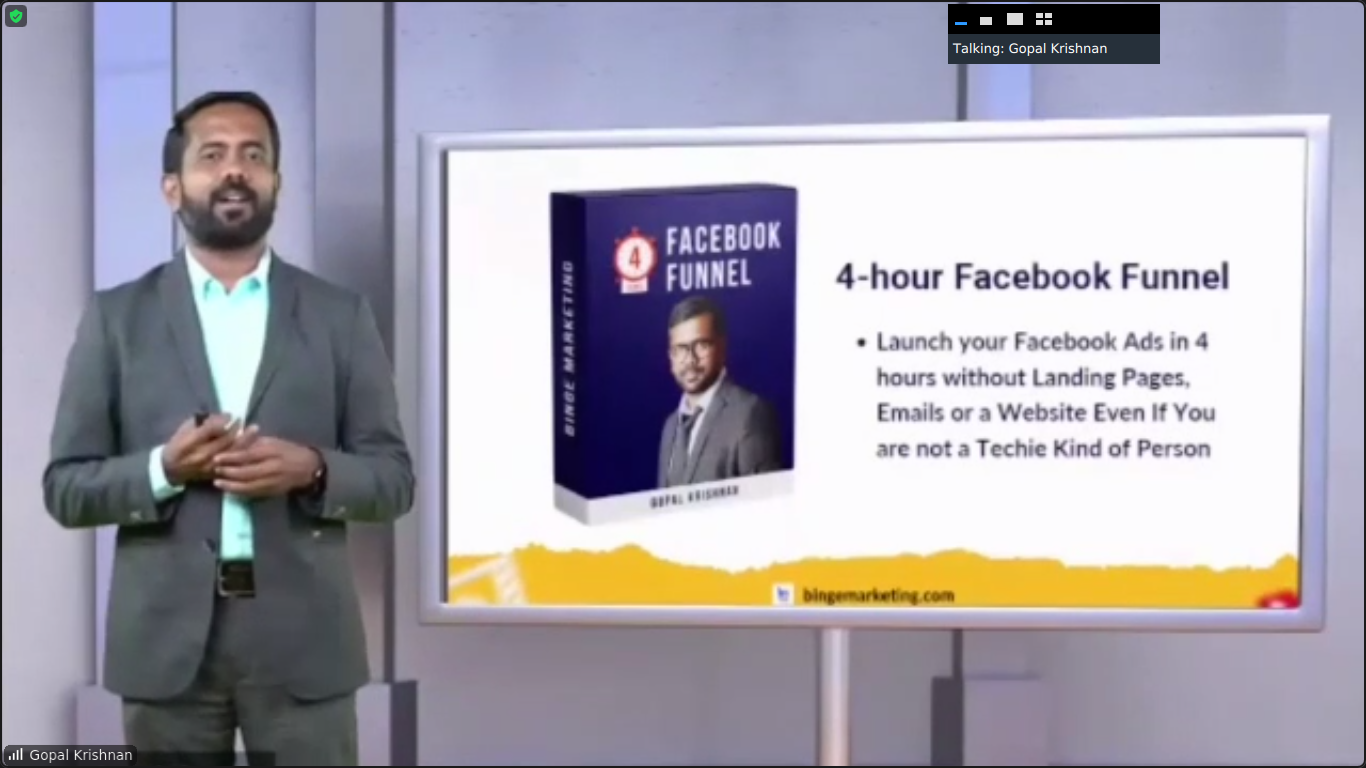 Talking: Gopal Krishnan
BINGE MARKETING
4
FACEBOOK
FUNNEL
GOPAL KRISHNAN
4-hour Facebook Funnel
• Launch your Facebook Ads in 4
hours without Landing Pages,
Emails or a Website Even If You
are not a Techie Kind of Person
bingemarketing.com
Gopal Krishnan